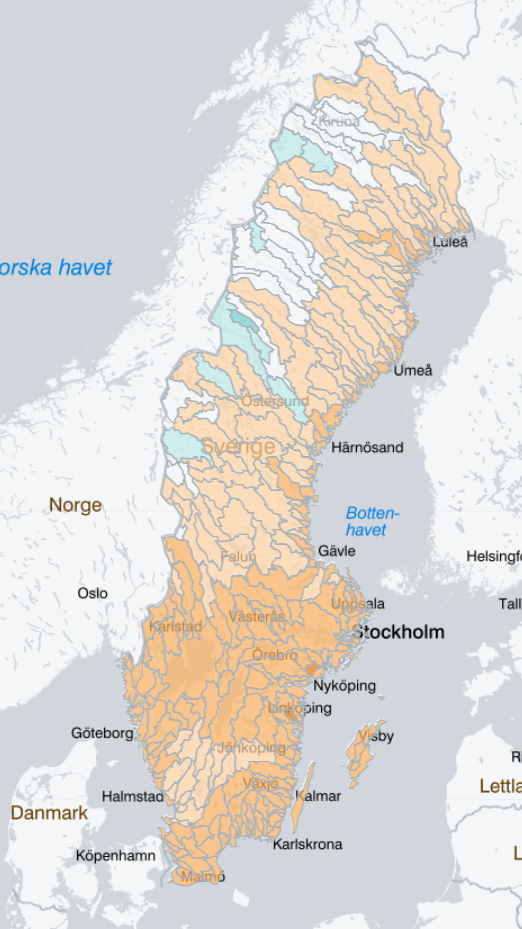 Kiruna
Luleå
orska havet
Umeå
Östersund
Härnösand
Sverige
Norge
Botten-
havet
Gävle
Falun
Helsingfo
Oslo
Uppsala
Tall
Karlstad
Västerås
Stockholm
Örebro
Nyköping
Linköping
Göteborg
Visby
Jönköping
R
Växjö
Lettla
Halmstad
Kalmar
Danmark
Karlskrona
L
Köpenhamn
Malmö